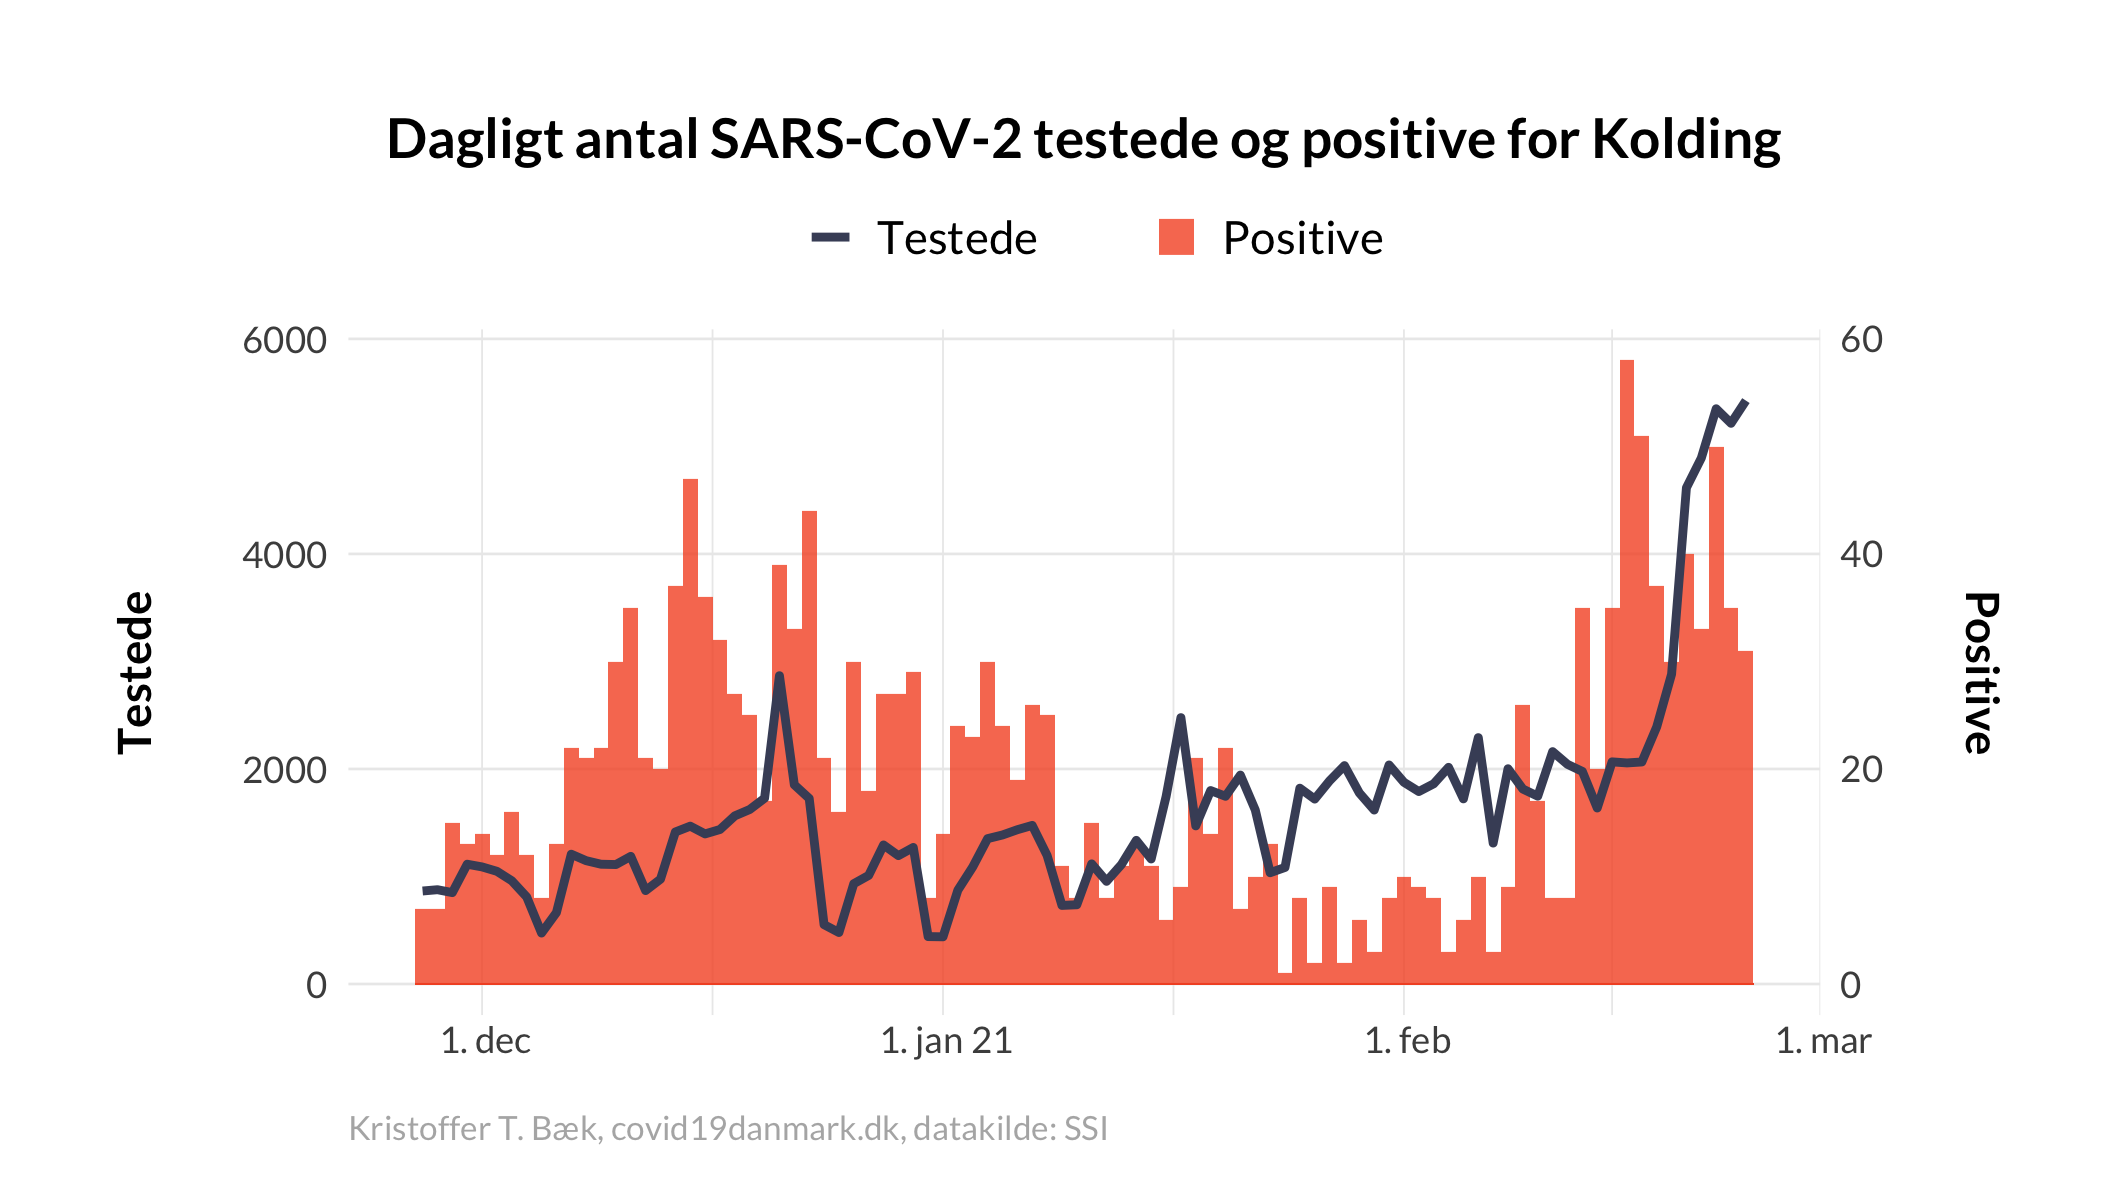 Dagligt antal SARS-CoV-2 testede og positive for Kolding
Testede
Positive
6000
4000
2000
0
Testede
60
40
20
0
Positive
1. dec
1. jan 21
1. feb
1. mar
Kristoffer T. Bæk, covid19danmark.dk, datakilde: SSI